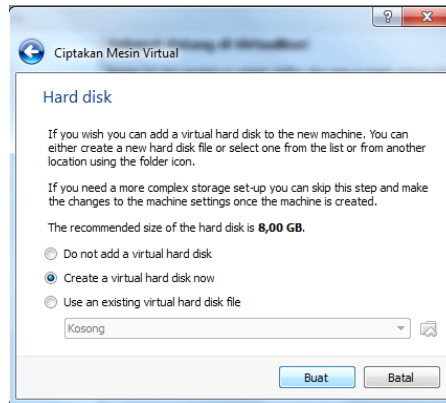 Ciptakan Mesin Virtual
Hard disk
If you wish you can add a virtual hard disk to the new machine. You can
either create a new hard disk file or select one from the list or from another
location using the folder icon.
If you need a more complex storage set-up you can skip this step and make
the changes to the machine settings once the machine is created.
The recommended size of the hard disk is 8,00 GB.
Do not add a virtual hard disk
Create a virtual hard disk now
Use an existing virtual hard disk file
Kosong
Buat
Batal